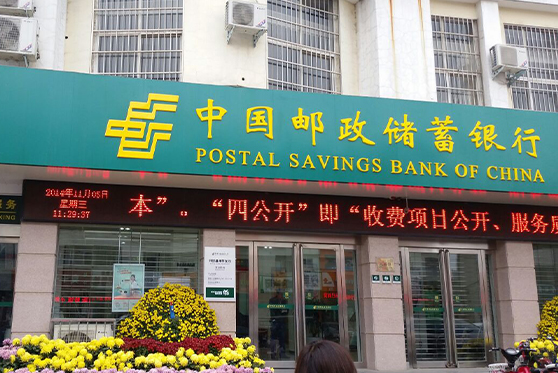 中国邮政储蓄银行
POSTAL SAVINGS BANK OF CHINA
2014年11月05日
星期三
11:29:37
本”。“四公开”即“收费项目公开、服务质